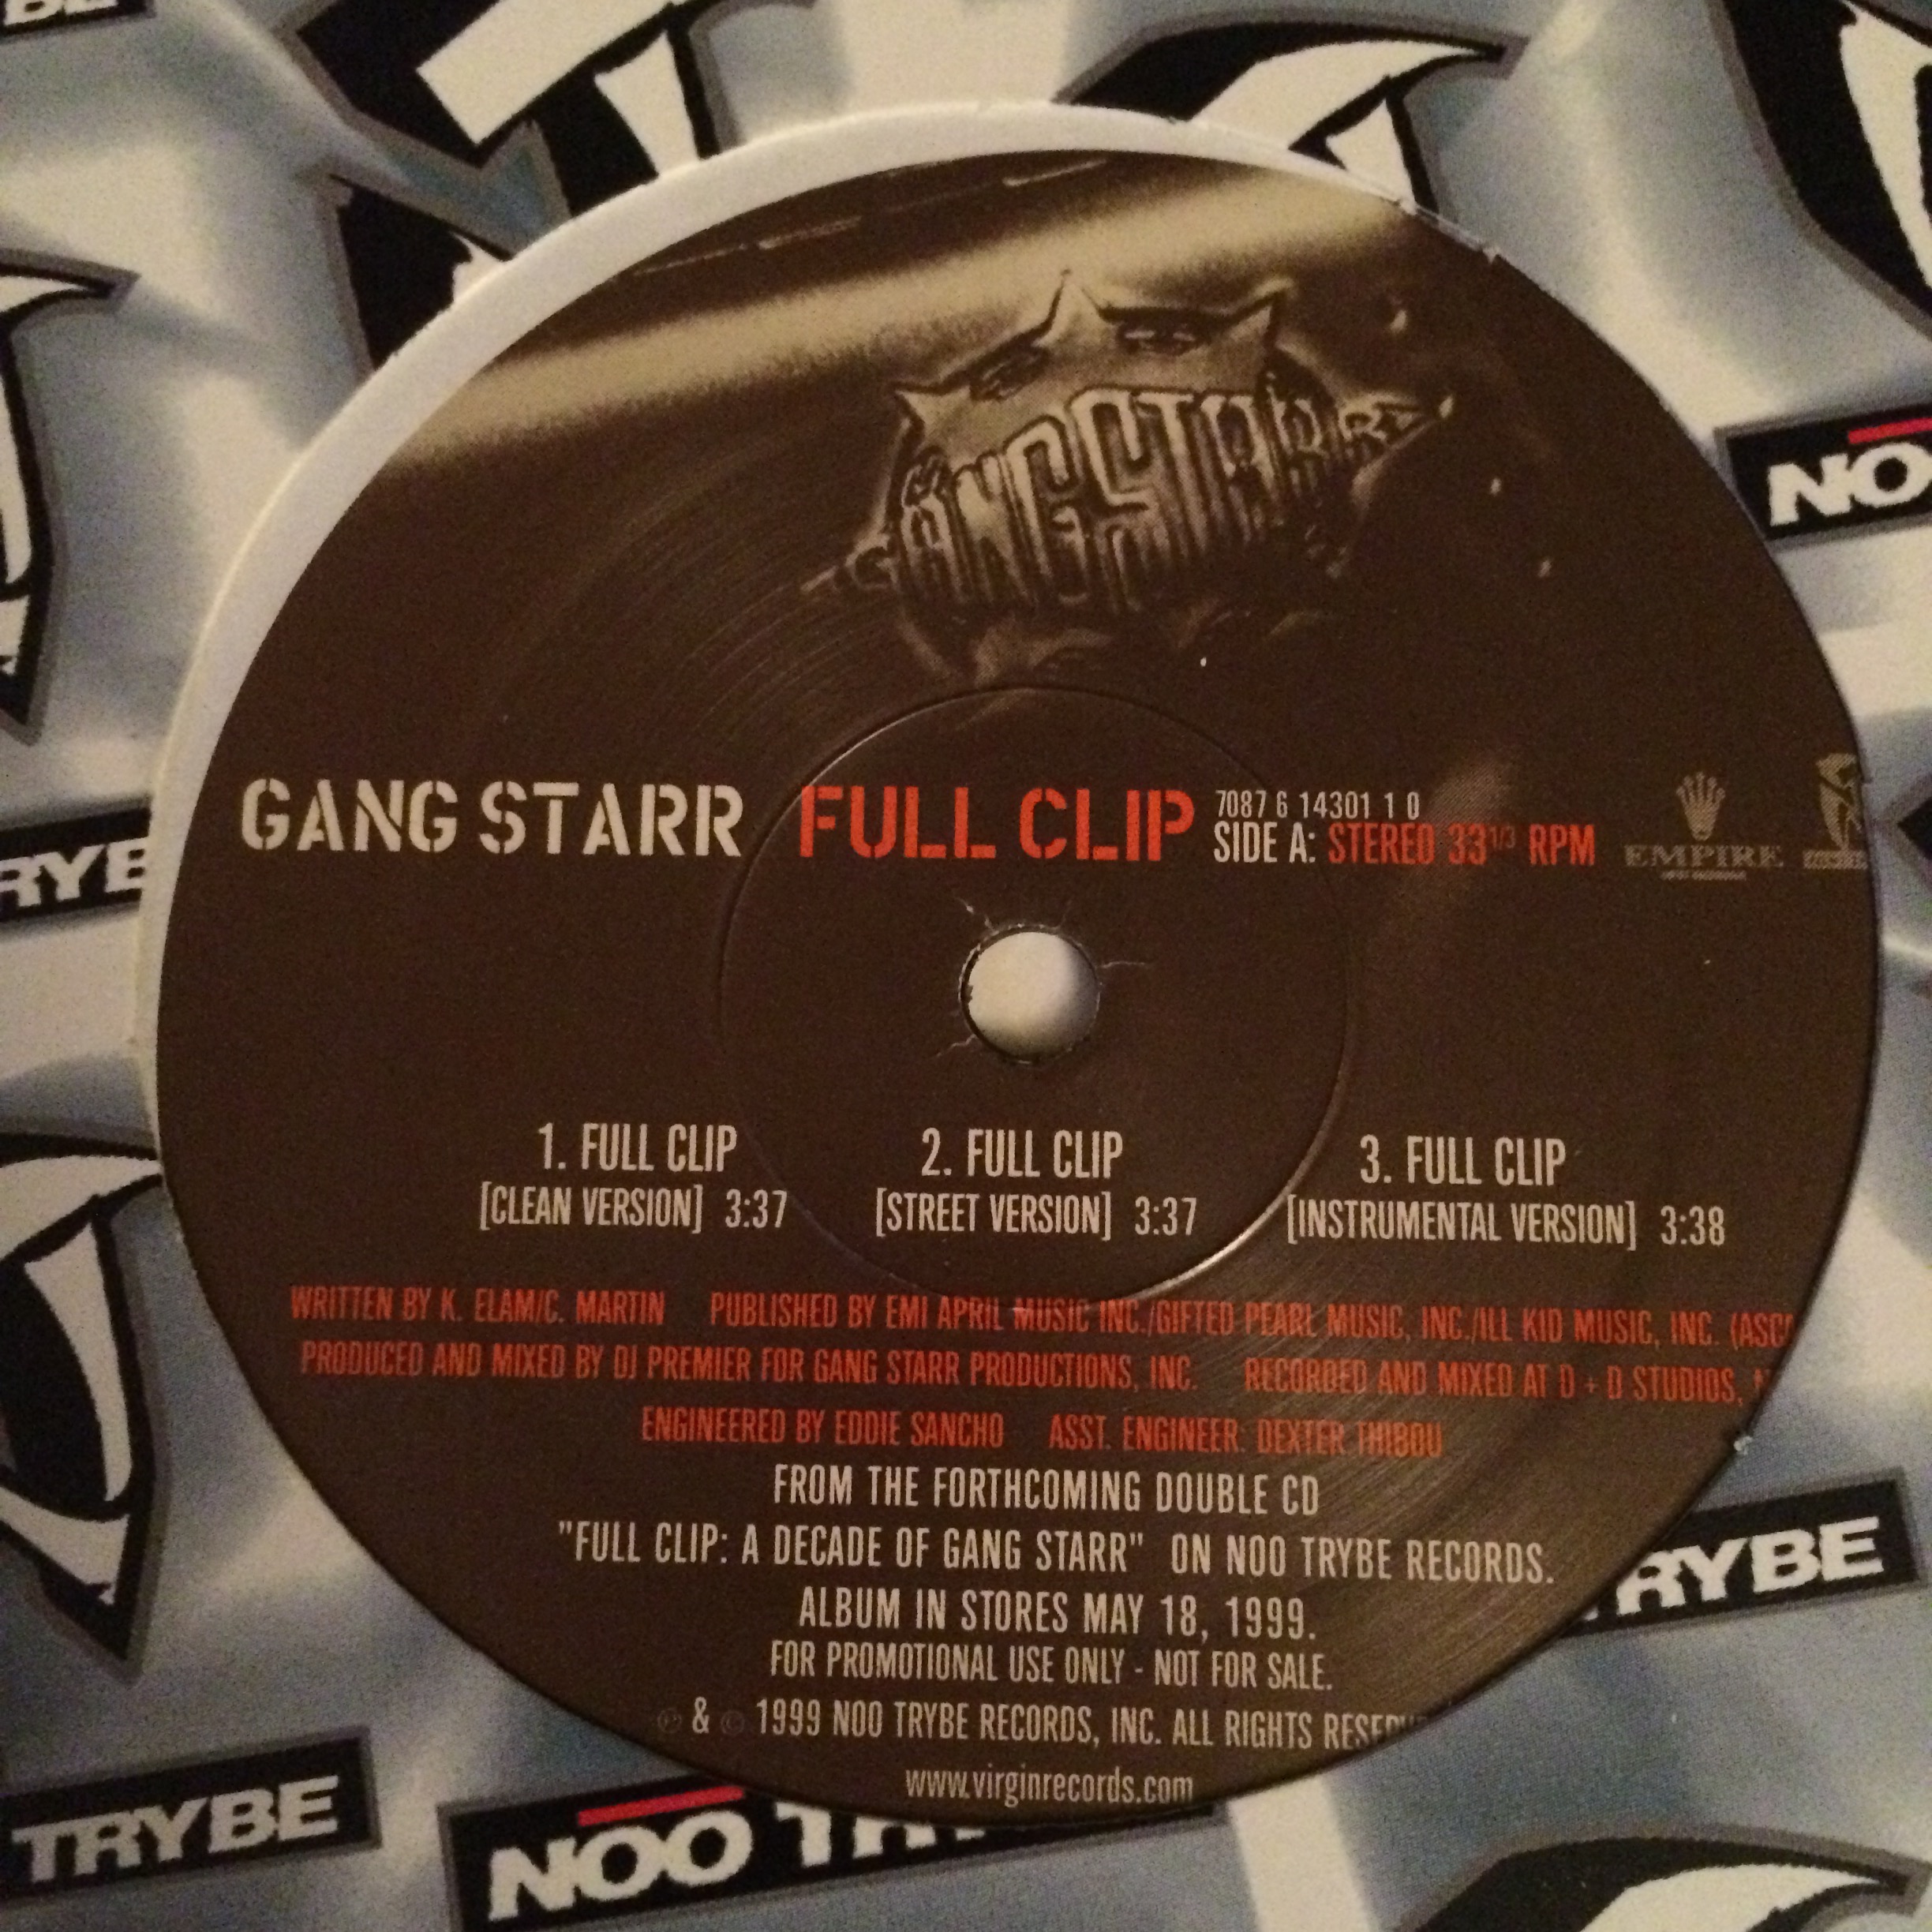 NOO
RYBE
GANG STARR
GANG STARR FULL CLIP 7087 6 14301 1 0
SIDE A: STEREO 33 1/3 RPM
EMPIRE
1. FULL CLIP
[CLEAN VERSION] 3:37
2. FULL CLIP
[STREET VERSION] 3:37
3. FULL CLIP
[INSTRUMENTAL VERSION] 3:38
WRITTEN BY K. ELAM/C. MARTIN PUBLISHED BY EMI APRIL MUSIC INC./GIFTED PEARL MUSIC, INC./ILL KID MUSIC, INC. (ASC
PRODUCED AND MIXED BY DJ PREMIER FOR GANG STARR PRODUCTIONS, INC. RECORDED AND MIXED AT D + D STUDIOS,
ENGINEERED BY EDDIE SANCHO ASST. ENGINEER: DEXTER THIBOU
FROM THE FORTHCOMING DOUBLE CD
"FULL CLIP: A DECADE OF GANG STARR" ON NOO TRYBE RECORDS.
ALBUM IN STORES MAY 18, 1999.
FOR PROMOTIONAL USE ONLY - NOT FOR SALE.
℗ & © 1999 NOO TRYBE RECORDS, INC. ALL RIGHTS RESERV
www.virginrecords.com
TRYBE
TRYBE
NOO TRYBE